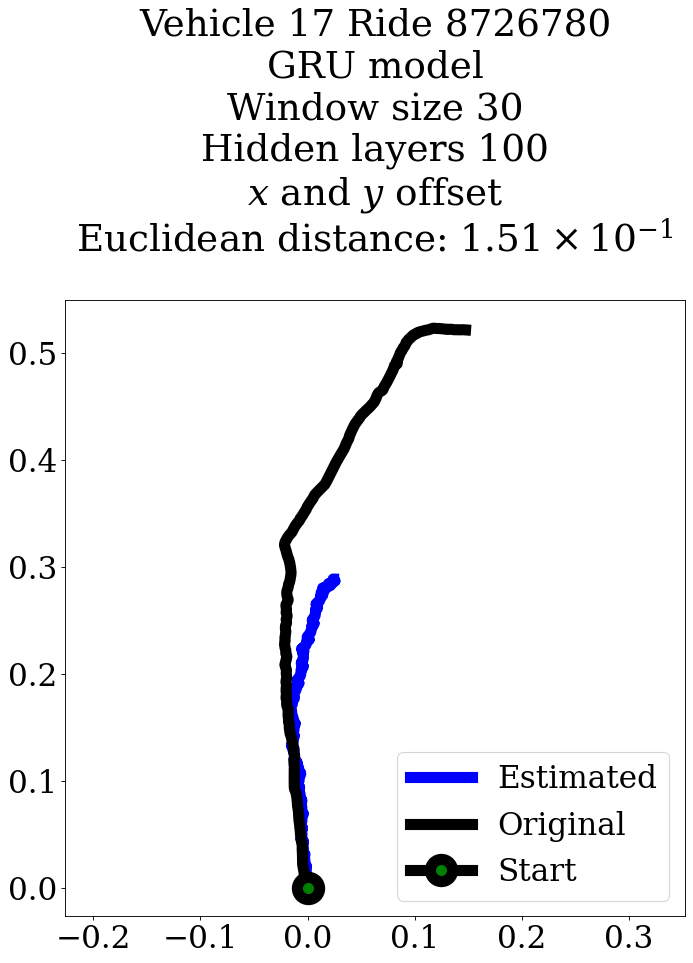 Vehicle 17 Ride 8726780
GRU model
Window size 30
Hidden layers 100
x and y offset
Euclidean distance: 1.51 × 10⁻¹
0.5
0.4
0.3
0.2
0.1
0.0
Estimated
Original
Start
−0.2 −0.1 0.0 0.1 0.2 0.3